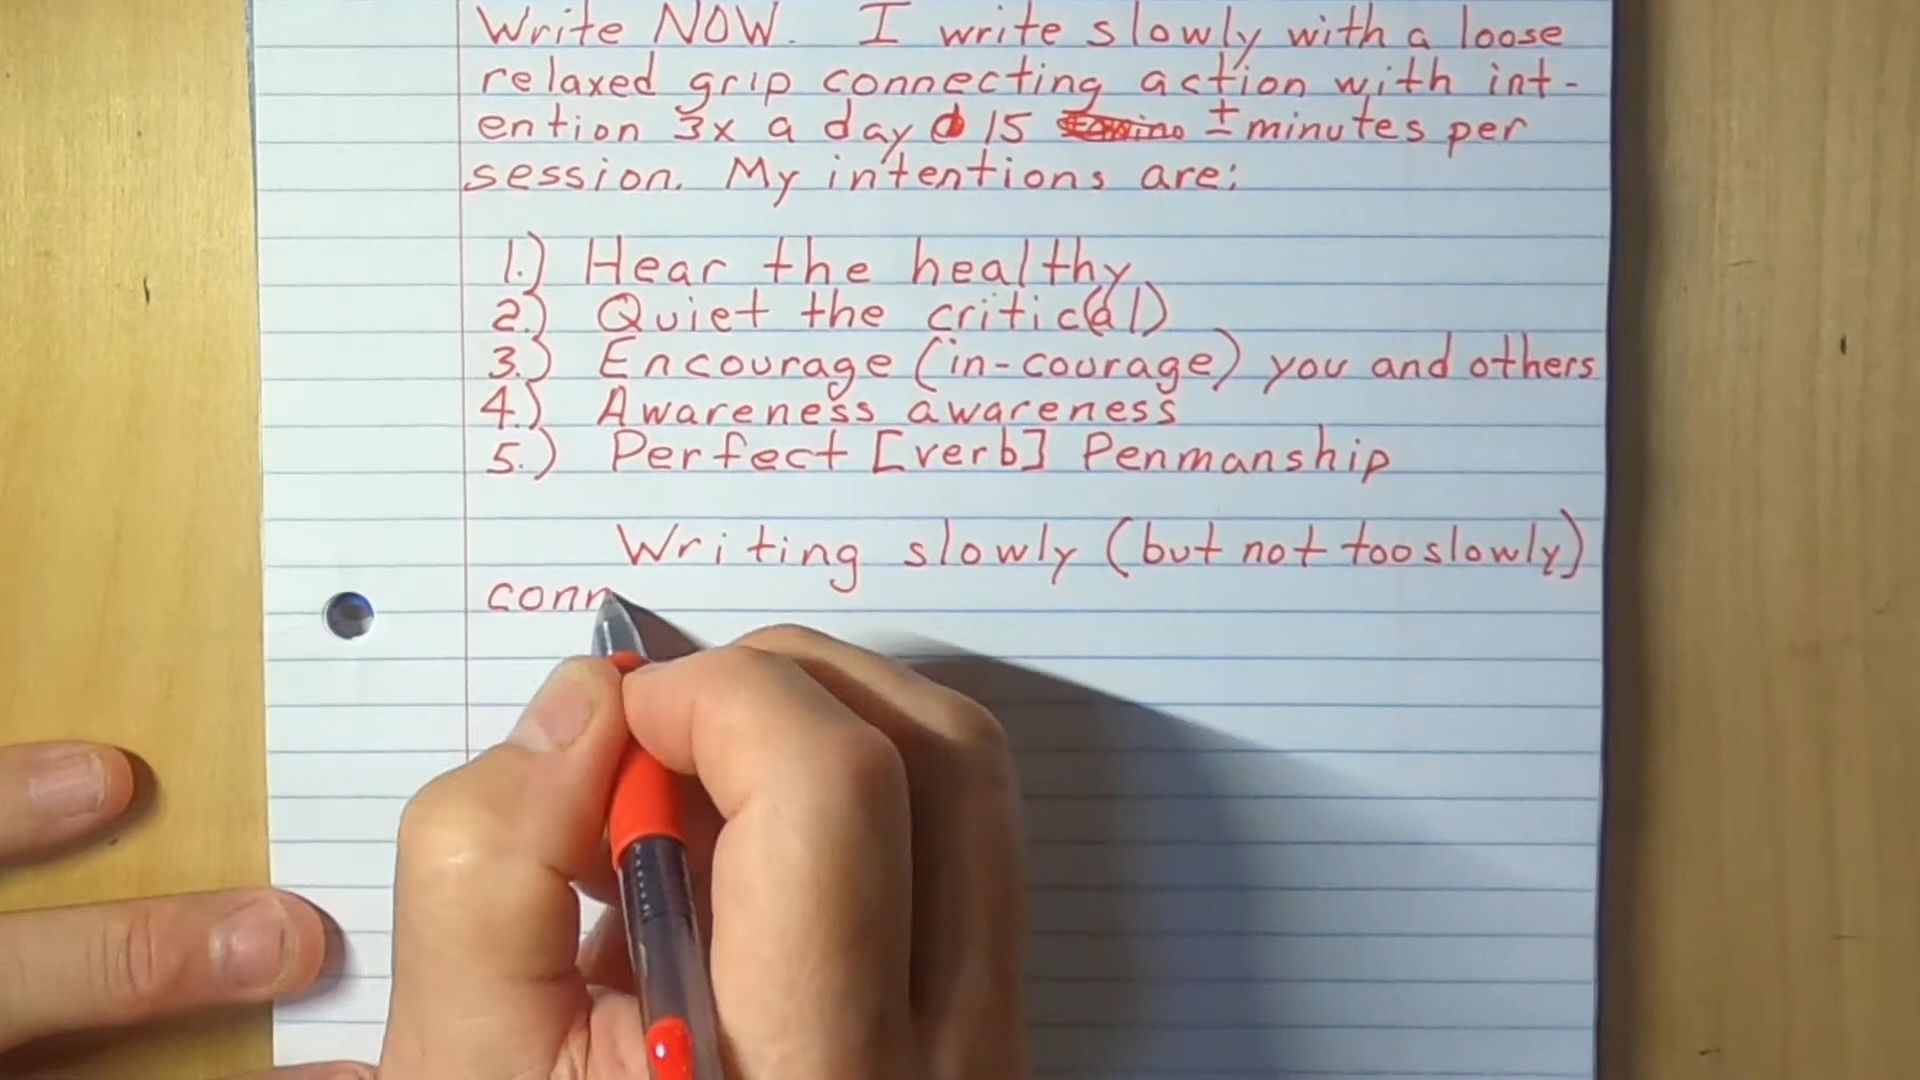 Write NOW. I write slowly with a loose
relaxed grip connecting action with int-
ention 3x a day 15 ± minutes per
session. My intentions are:
1.) Hear the healthy
2.) Quiet the critic(al)
3.) Encourage (in-courage) you and others
4.) Awareness awareness
5.) Perfect [verb] Penmanship
Writing slowly (but not too slowly)
conn